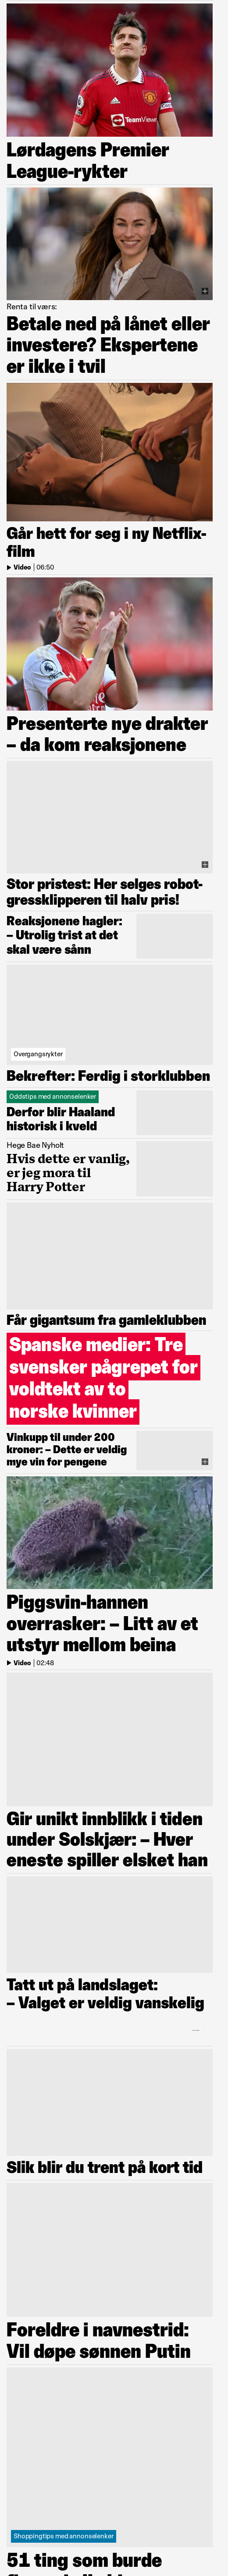 TeamViewer
Lørdagens Premier
League-rykter
Renta til værs:
Betale ned på lånet eller
investere? Ekspertene
er ikke i tvil
Går hett for seg i ny Netflix-
film
Video | 06:50
Presenterte nye drakter
– da kom reaksjonene
Stor pristest: Her selges robot-
gressklipperen til halv pris!
Reaksjonene hagler:
– Utrolig trist at det
skal være sånn
Overgangsrykter
Bekrefter: Ferdig i storklubben
Oddstips med annonselenker
Derfor blir Haaland
historisk i kveld
Hege Bae Nyholt
Hvis dette er vanlig,
er jeg mora til
Harry Potter
Får gigantsum fra gamleklubben
Spanske medier: Tre
svensker pågrepet for
voldtekt av to
norske kvinner
Vinkupp til under 200
kroner: – Dette er veldig
mye vin for pengene
Piggsvin-hannen
overrasker: – Litt av et
utstyr mellom beina
Video | 02:48
Gir unikt innblikk i tiden
under Solskjær: – Hver
eneste spiller elsket han
Tatt ut på landslaget:
– Valget er veldig vanskelig
Slik blir du trent på kort tid
Foreldre i navnestrid:
Vil døpe sønnen Putin
Shoppingtips med annonselenker
51 ting som burde